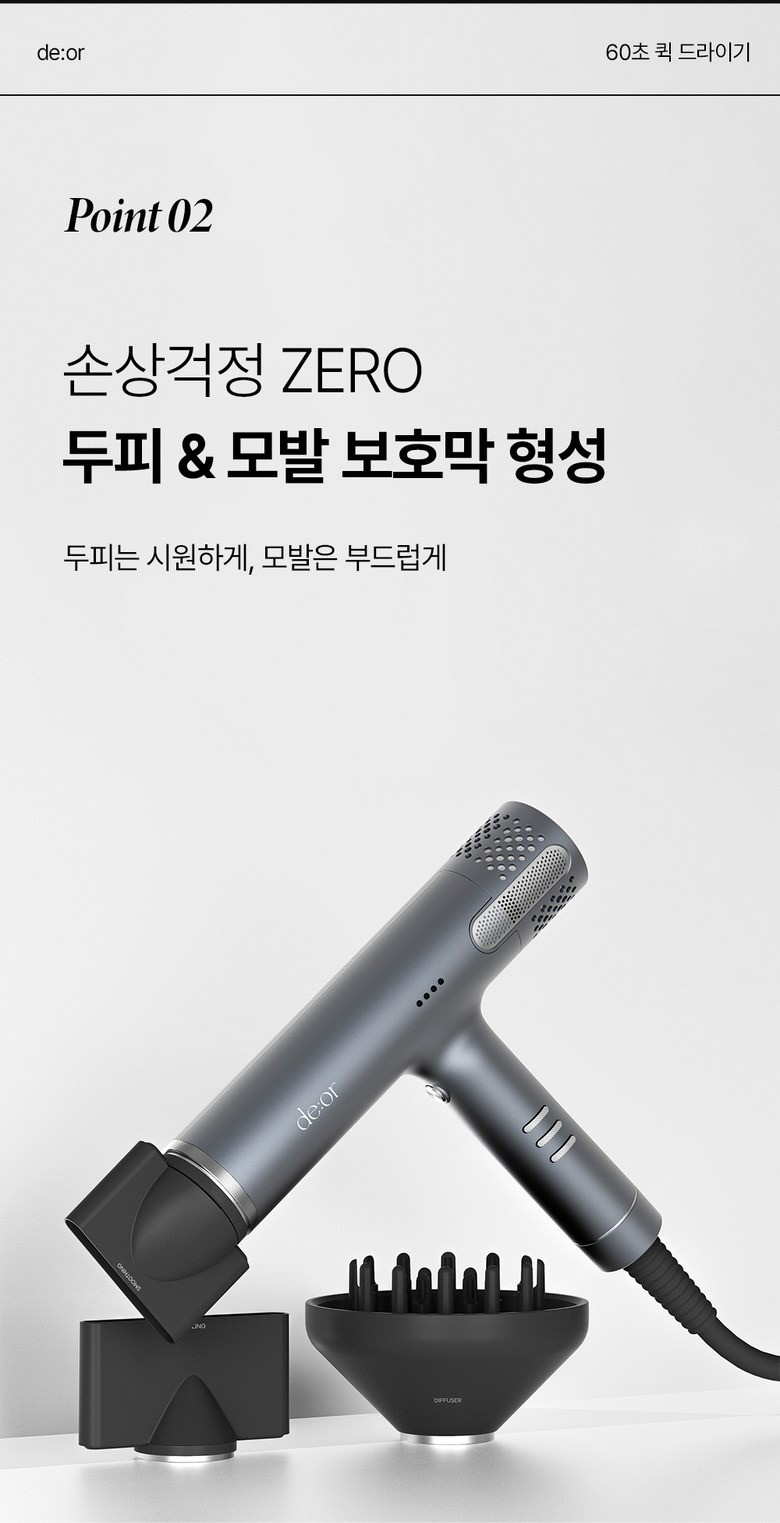 de:or
60초 퀵 드라이기
Point 02
손상걱정 ZERO
두피 & 모발 보호막 형성
두피는 시원하게, 모발은 부드럽게
de:or
SMOOTHING
DIFFUSER